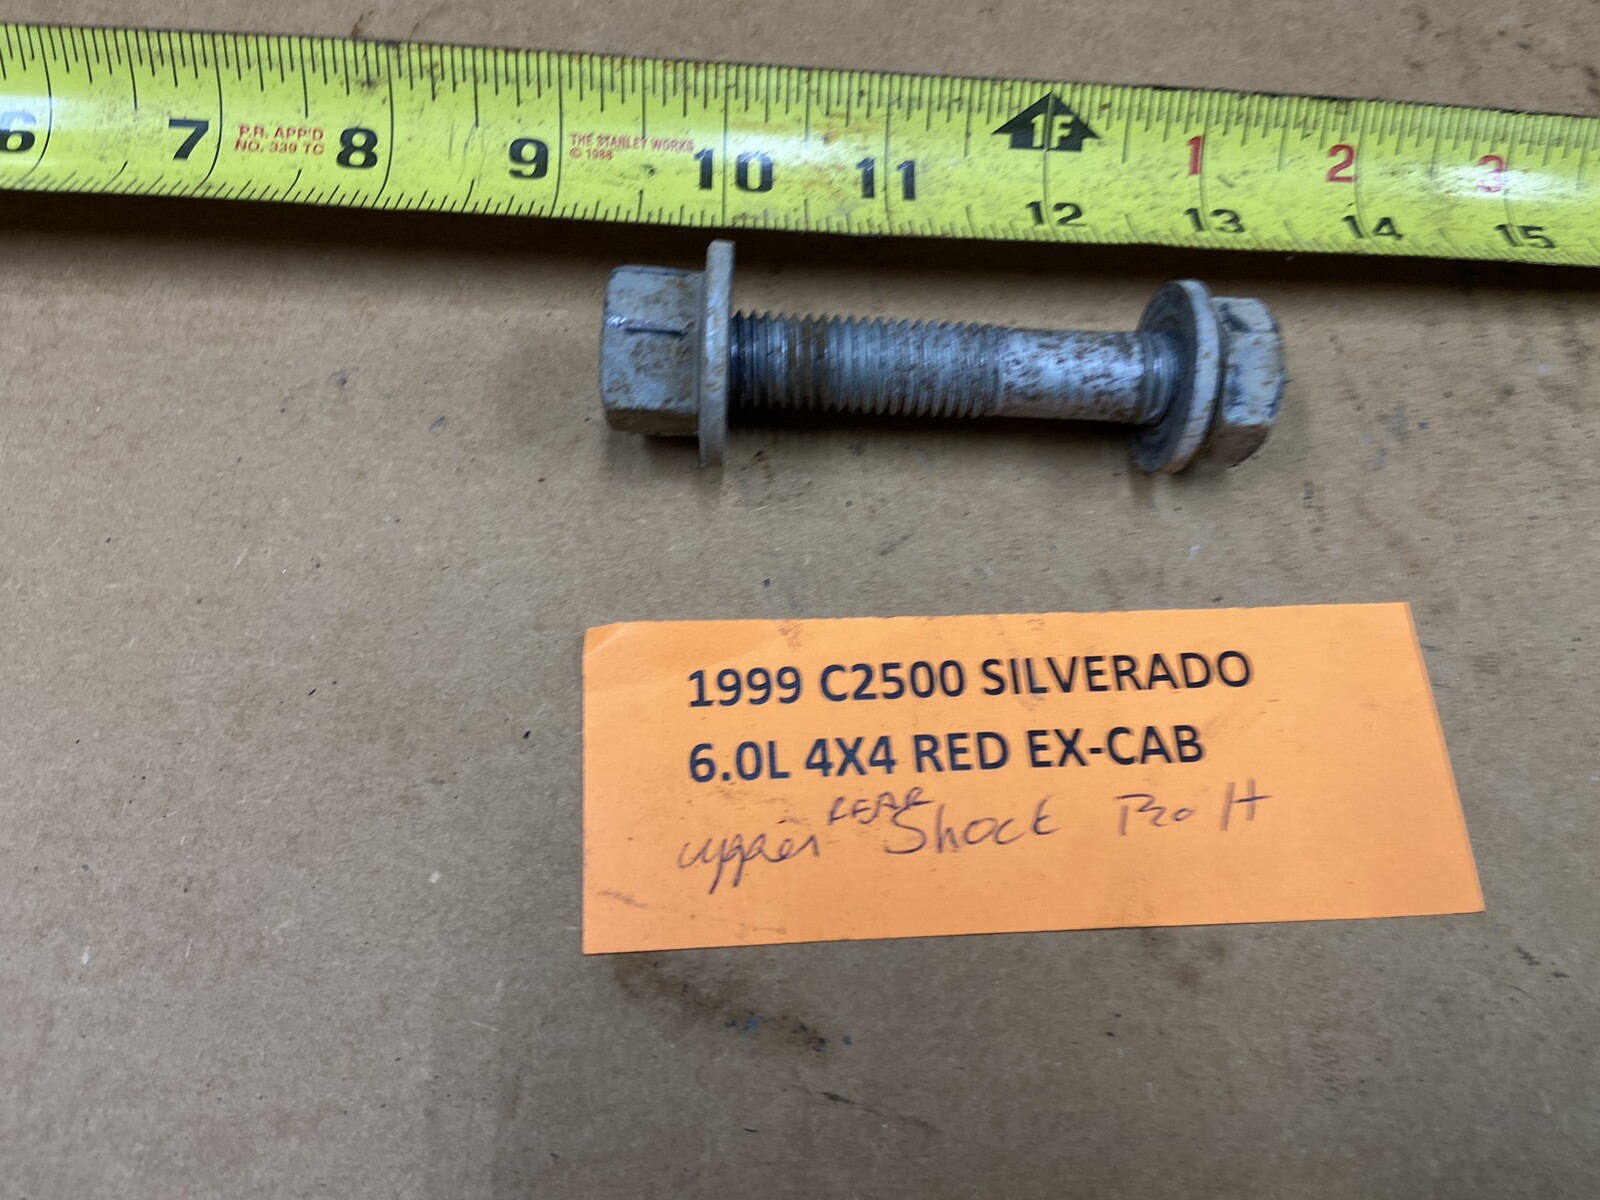 6 7 P.R. APP'D 8 9 THE STANLEY WORKS 10 11 1F 1 2 3
NO. 339 TC © 1988 12 13 14 15
1999 C2500 SILVERADO
6.0L 4X4 RED EX-CAB
upper REAR Shock Bolt